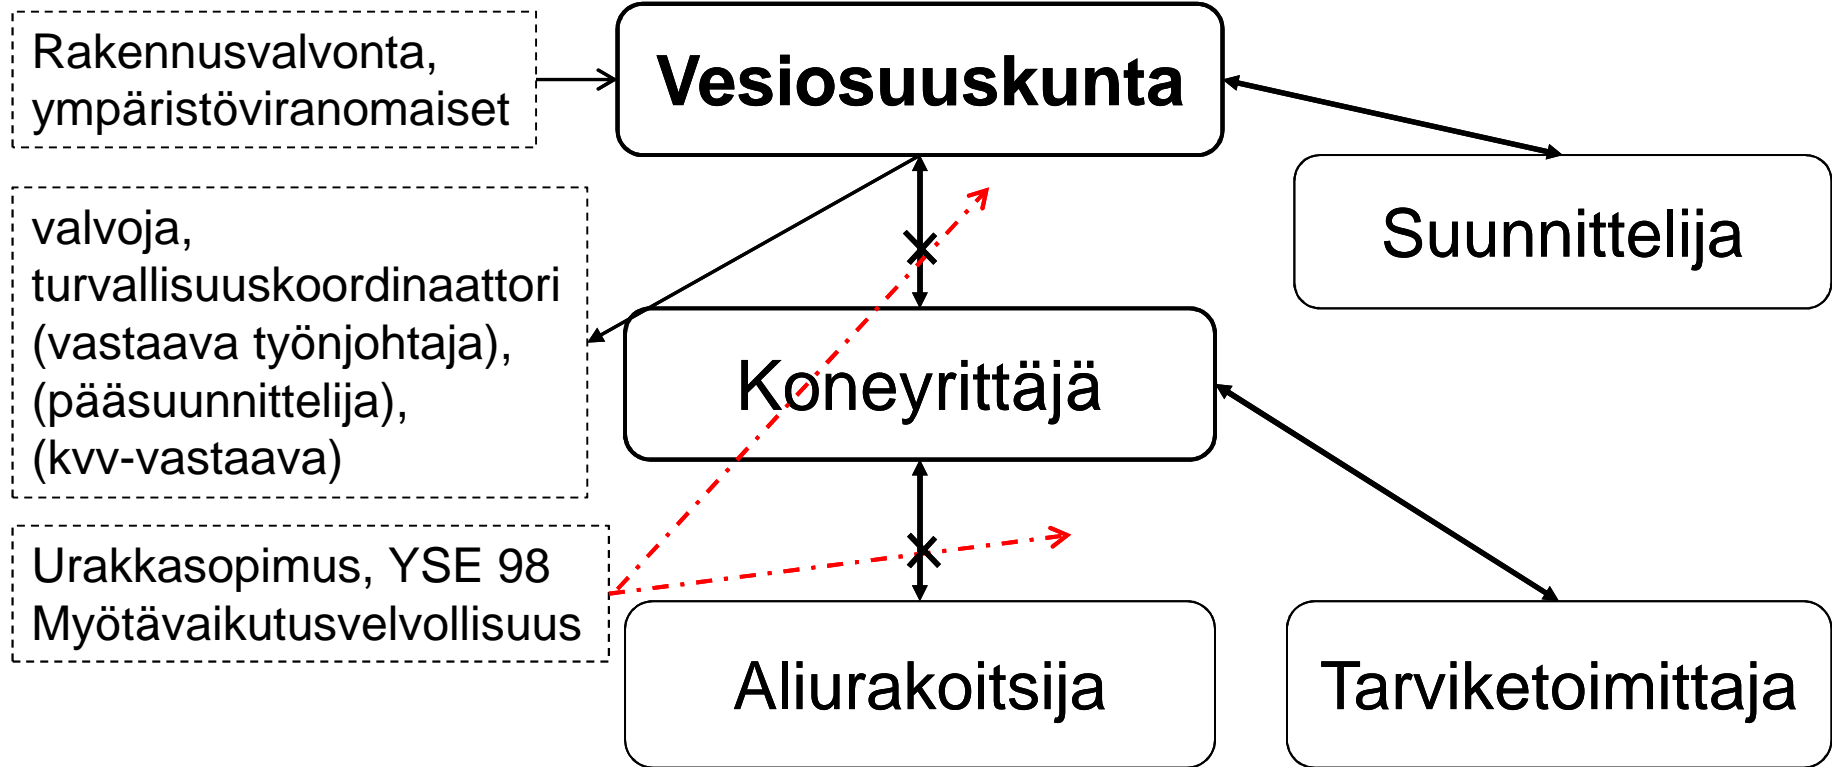 Rakennusvalvonta,
ympäristöviranomaiset
Vesiosuuskunta
Suunnittelija
valvoja,
turvallisuuskoordinaattori
(vastaava työnjohtaja),
(pääsuunnittelija),
(kvv-vastaava)
Koneyrittäjä
Urakkasopimus, YSE 98
Myötävaikutusvelvollisuus
Aliurakoitsija
Tarviketoimittaja